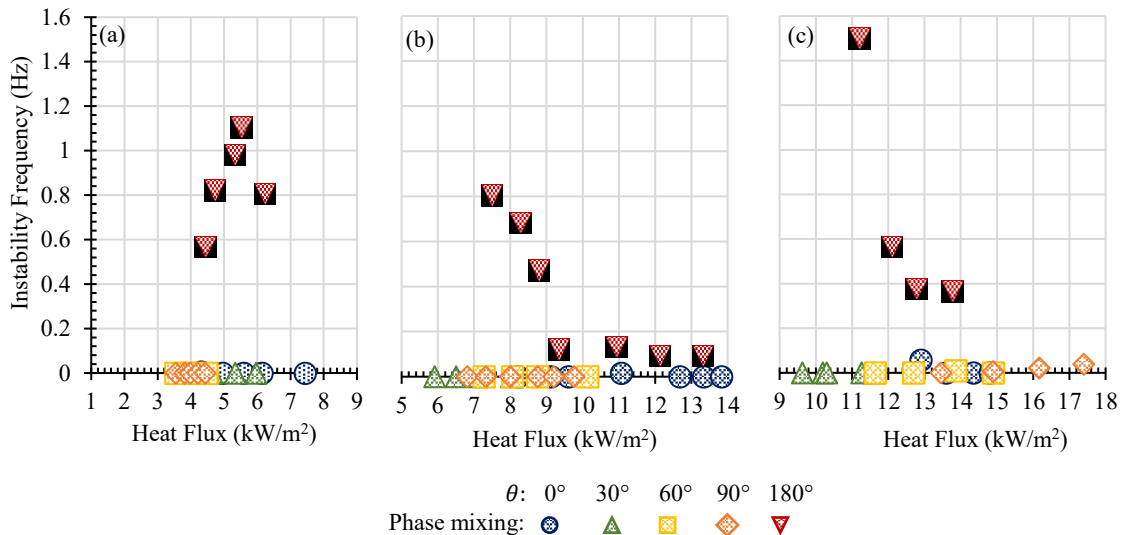 (a) (b) (c)
Instability Frequency (Hz)
1.6
1.4
1.2
1
0.8
0.6
0.4
0.2
0
1 2 3 4 5 6 7 8 9
5 6 7 8 9 10 11 12 13 14
9 10 11 12 13 14 15 16 17 18
Heat Flux (kW/m²) Heat Flux (kW/m²) Heat Flux (kW/m²)
θ: 0° 30° 60° 90° 180°
Phase mixing: